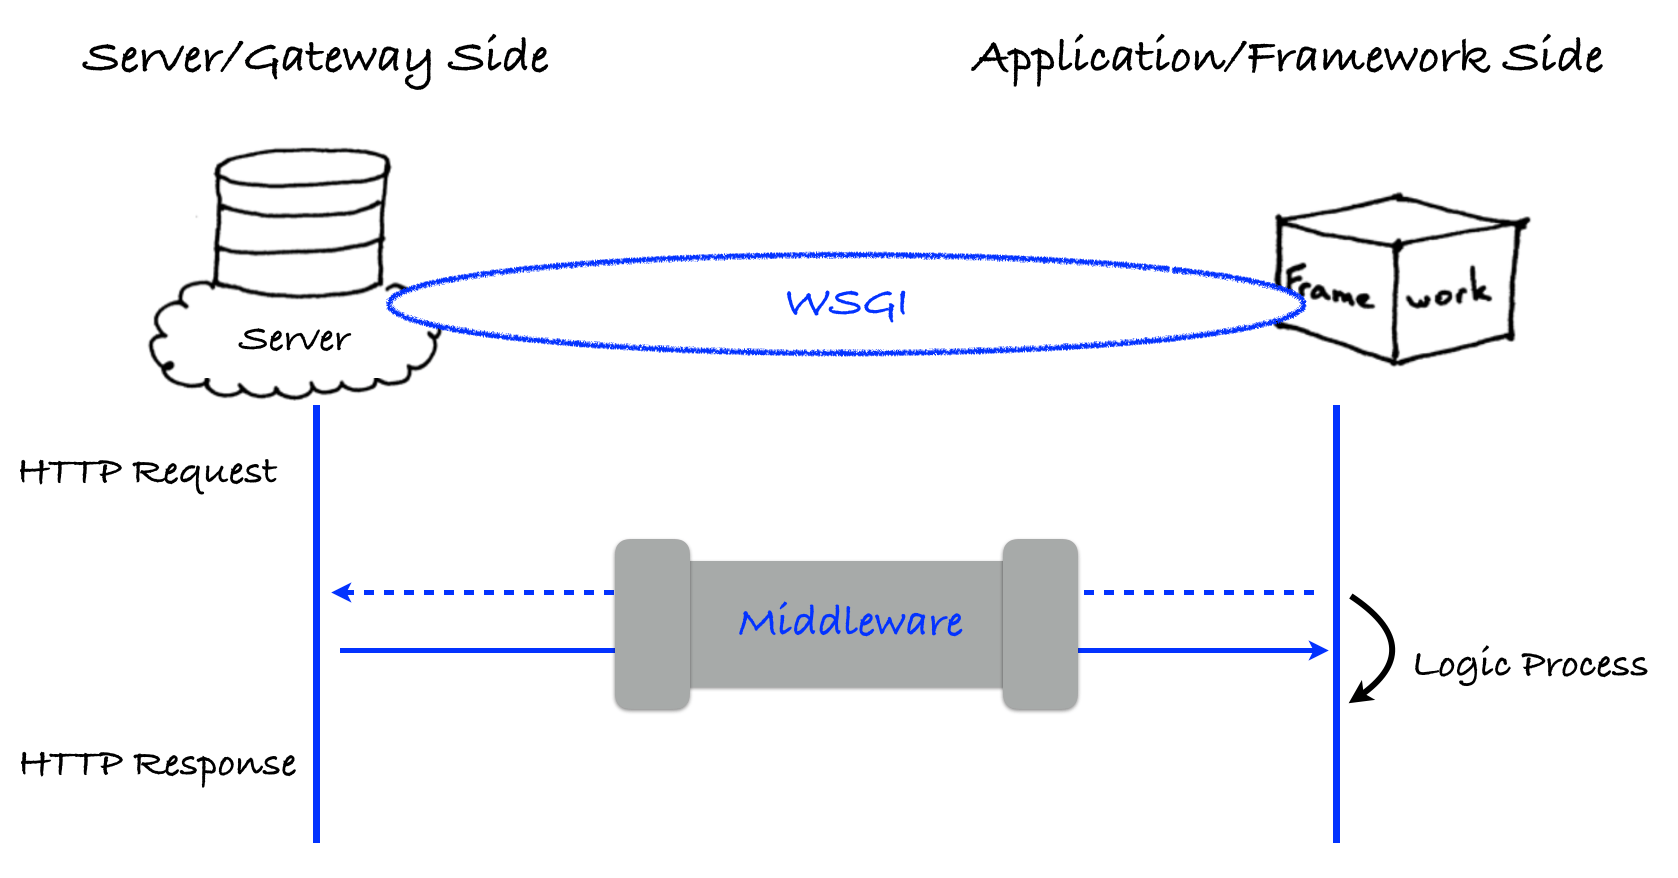 Server/Gateway Side
Application/Framework Side
Server
WSGI
Frame work
HTTP Request
Middleware
Logic Process
HTTP Response